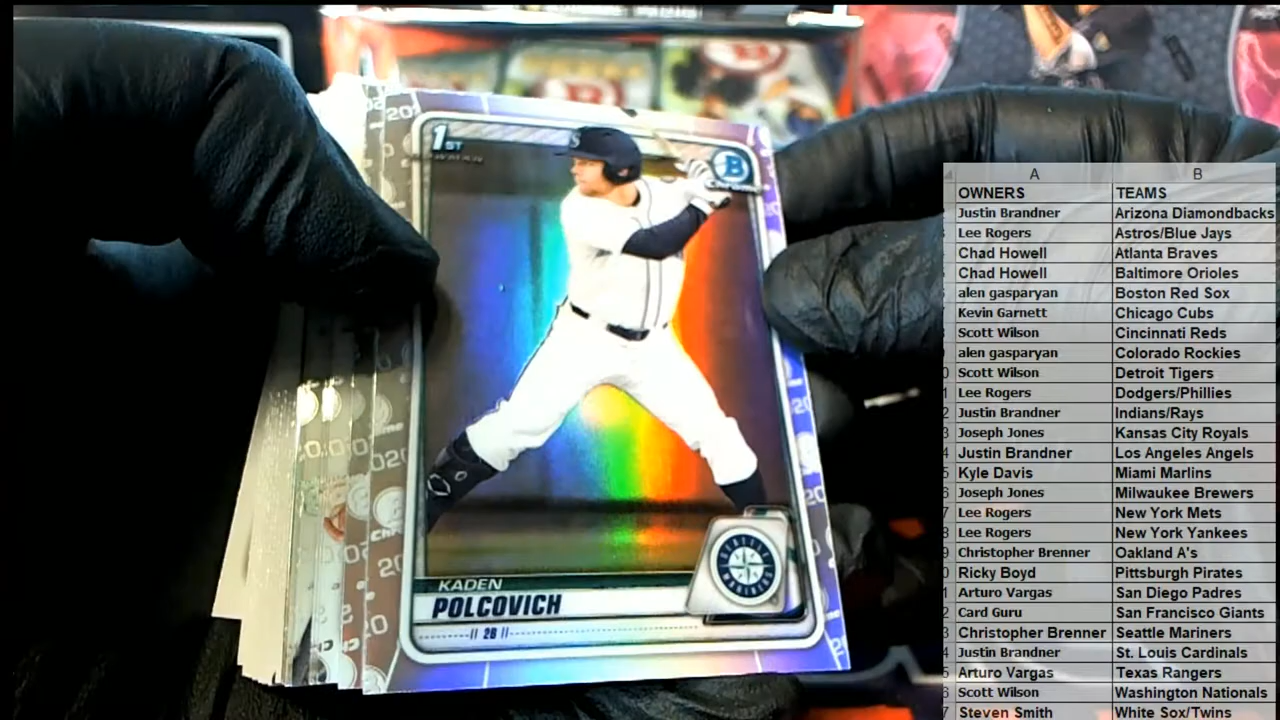 1ST
BOWMAN
B
Chrome
20
SEATTLE
MARINERS
KADEN
POLCOVICH
2B
A B
OWNERS TEAMS
Justin Brandner Arizona Diamondbacks
Lee Rogers Astros/Blue Jays
Chad Howell Atlanta Braves
Chad Howell Baltimore Orioles
alen gasparyan Boston Red Sox
Kevin Garnett Chicago Cubs
Scott Wilson Cincinnati Reds
alen gasparyan Colorado Rockies
Scott Wilson Detroit Tigers
Lee Rogers Dodgers/Phillies
Justin Brandner Indians/Rays
Joseph Jones Kansas City Royals
Justin Brandner Los Angeles Angels
Kyle Davis Miami Marlins
Joseph Jones Milwaukee Brewers
Lee Rogers New York Mets
Lee Rogers New York Yankees
Christopher Brenner Oakland A's
Ricky Boyd Pittsburgh Pirates
Arturo Vargas San Diego Padres
Card Guru San Francisco Giants
Christopher Brenner Seattle Mariners
Justin Brandner St. Louis Cardinals
Arturo Vargas Texas Rangers
Scott Wilson Washington Nationals
Steven Smith White Sox/Twins